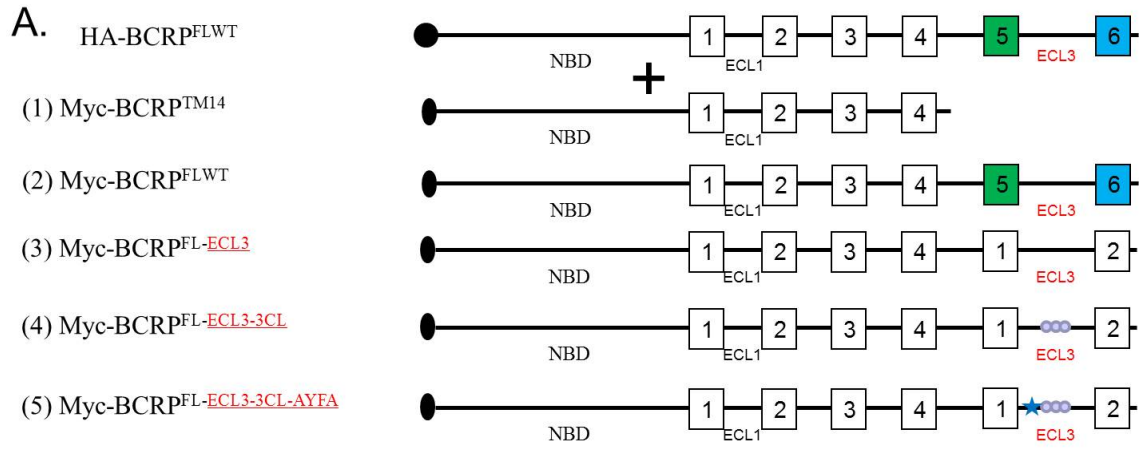 A.
HA-BCRPFLWT
1 2 3 4 5 6
NBD ECL1 ECL3
+
(1) Myc-BCRPTM14
1 2 3 4
NBD ECL1
(2) Myc-BCRPFLWT
1 2 3 4 5 6
NBD ECL1 ECL3
(3) Myc-BCRPFL-ECL3
1 2 3 4 1 2
NBD ECL1 ECL3
(4) Myc-BCRPFL-ECL3-3CL
1 2 3 4 1 2
NBD ECL1 ECL3
(5) Myc-BCRPFL-ECL3-3CL-AYFA
1 2 3 4 1 2
NBD ECL1 ECL3